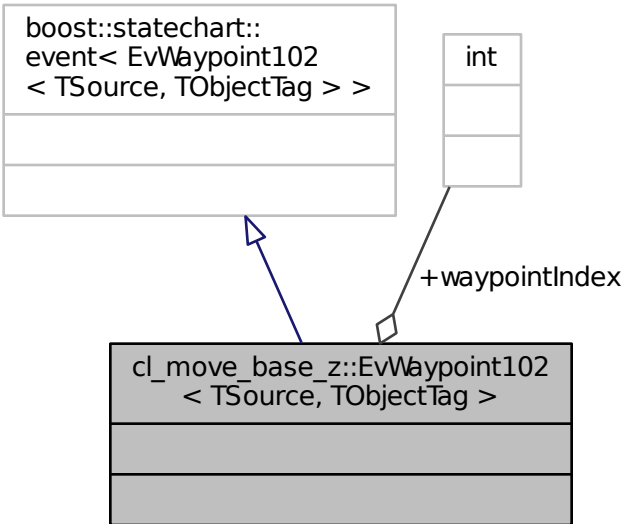 boost::statechart::
event< EvWaypoint102
< TSource, TObjectTag > >
int
+waypointIndex
cl_move_base_z::EvWaypoint102
< TSource, TObjectTag >